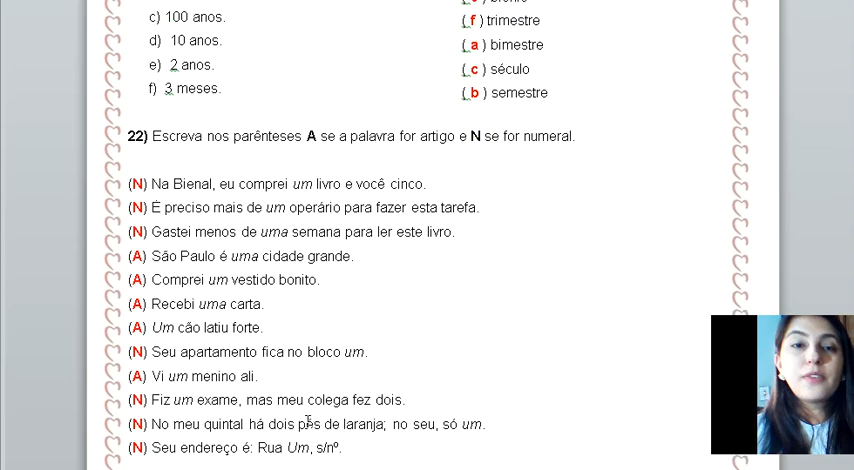 c) 100 anos.
( f ) trimestre
d) 10 anos.
( a ) bimestre
e) 2 anos.
( c ) século
f) 3 meses.
( b ) semestre
22) Escreva nos parênteses A se a palavra for artigo e N se for numeral.
(N) Na Bienal, eu comprei um livro e você cinco.
(N) É preciso mais de um operário para fazer esta tarefa.
(N) Gastei menos de uma semana para ler este livro.
(A) São Paulo é uma cidade grande.
(A) Comprei um vestido bonito.
(A) Recebi uma carta.
(A) Um cão latiu forte.
(N) Seu apartamento fica no bloco um.
(A) Vi um menino ali.
(N) Fiz um exame, mas meu colega fez dois.
(N) No meu quintal há dois pés de laranja; no seu, só um.
(N) Seu endereço é: Rua Um, s/nº.